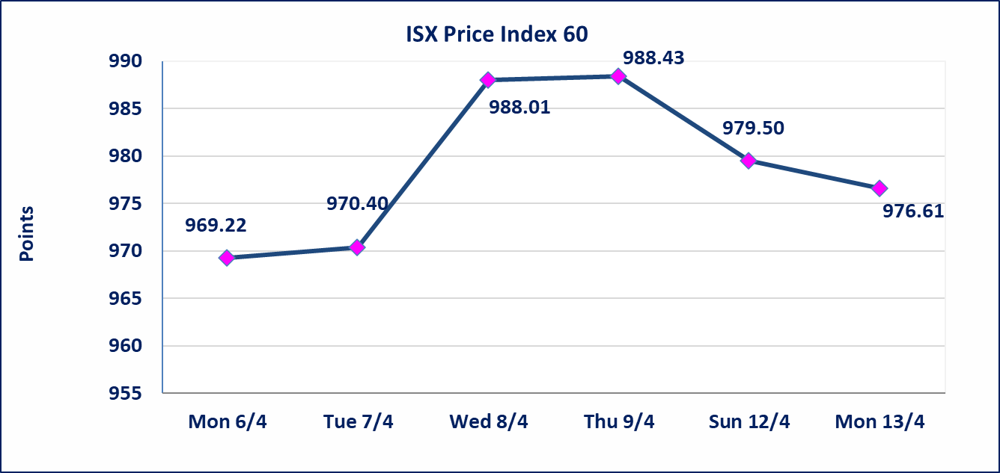 ISX Price Index 60
Points
990
985
980
975
970
965
960
955
969.22
970.40
988.01
988.43
979.50
976.61
Mon 6/4
Tue 7/4
Wed 8/4
Thu 9/4
Sun 12/4
Mon 13/4